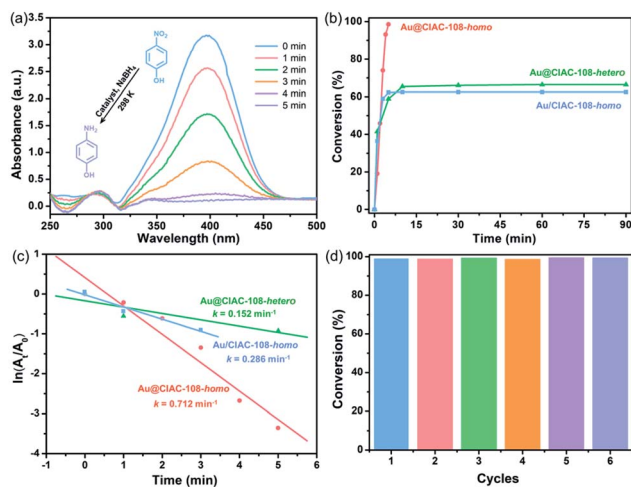 (a)
Absorbance (a.u.)
3.5
3.0
2.5
2.0
1.5
1.0
0.5
0.0
NO₂
OH
Catalyst, NaBH₄
298 K
NH₂
OH
0 min
1 min
2 min
3 min
4 min
5 min
250 300 350 400 450 500
Wavelength (nm)
(b)
Conversion (%)
100
80
60
40
20
0
Au@CIAC-108-homo
Au@CIAC-108-hetero
Au/CIAC-108-homo
0 15 30 45 60 75 90
Time (min)
(c)
ln(Aₜ/A₀)
1
0
-1
-2
-3
-4
Au@CIAC-108-hetero
k = 0.152 min⁻¹
Au/CIAC-108-homo
k = 0.286 min⁻¹
Au@CIAC-108-homo
k = 0.712 min⁻¹
-1 0 1 2 3 4 5 6
Time (min)
(d)
Conversion (%)
100
80
60
40
20
0
1 2 3 4 5 6
Cycles